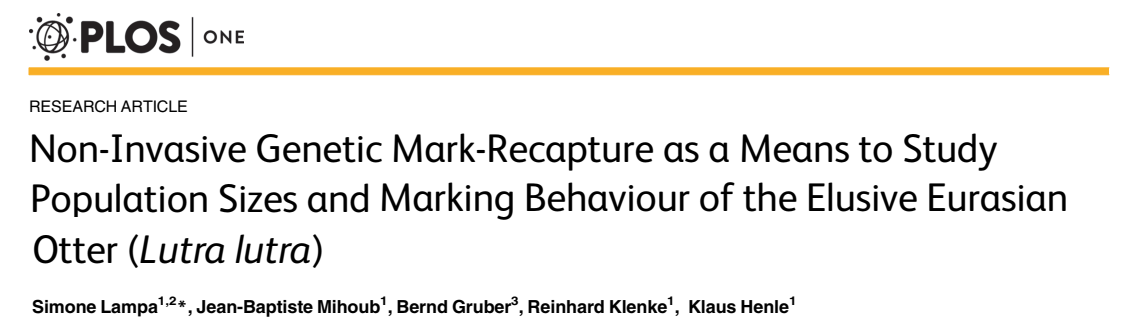 PLOS ONE
RESEARCH ARTICLE
Non-Invasive Genetic Mark-Recapture as a Means to Study
Population Sizes and Marking Behaviour of the Elusive Eurasian
Otter (Lutra lutra)
Simone Lampa1,2*, Jean-Baptiste Mihoub1, Bernd Gruber3, Reinhard Klenke1, Klaus Henle1